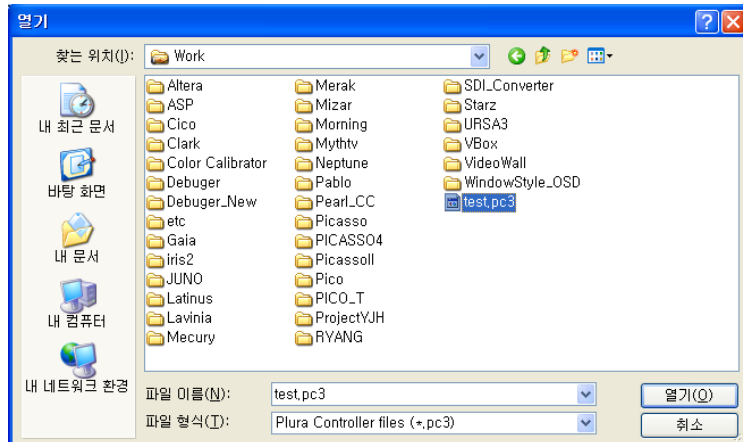 열기
찾는 위치(I):
Work
내 최근 문서
바탕 화면
내 문서
내 컴퓨터
내 네트워크 환경
Altera
ASP
Cico
Clark
Color Calibrator
Debuger
Debuger_New
etc
Gaia
iris2
JUNO
Latinus
Lavinia
Mecury
Merak
Mizar
Morning
Mythtv
Neptune
Pablo
Pearl_CC
Picasso
PICASSO4
PicassoII
Pico
PICO_T
ProjectYJH
RYANG
SDI_Converter
Starz
URSA3
VBox
VideoWall
WindowStyle_OSD
test.pc3
파일 이름(N):
test.pc3
열기(O)
파일 형식(T):
Plura Controller files (*.pc3)
취소